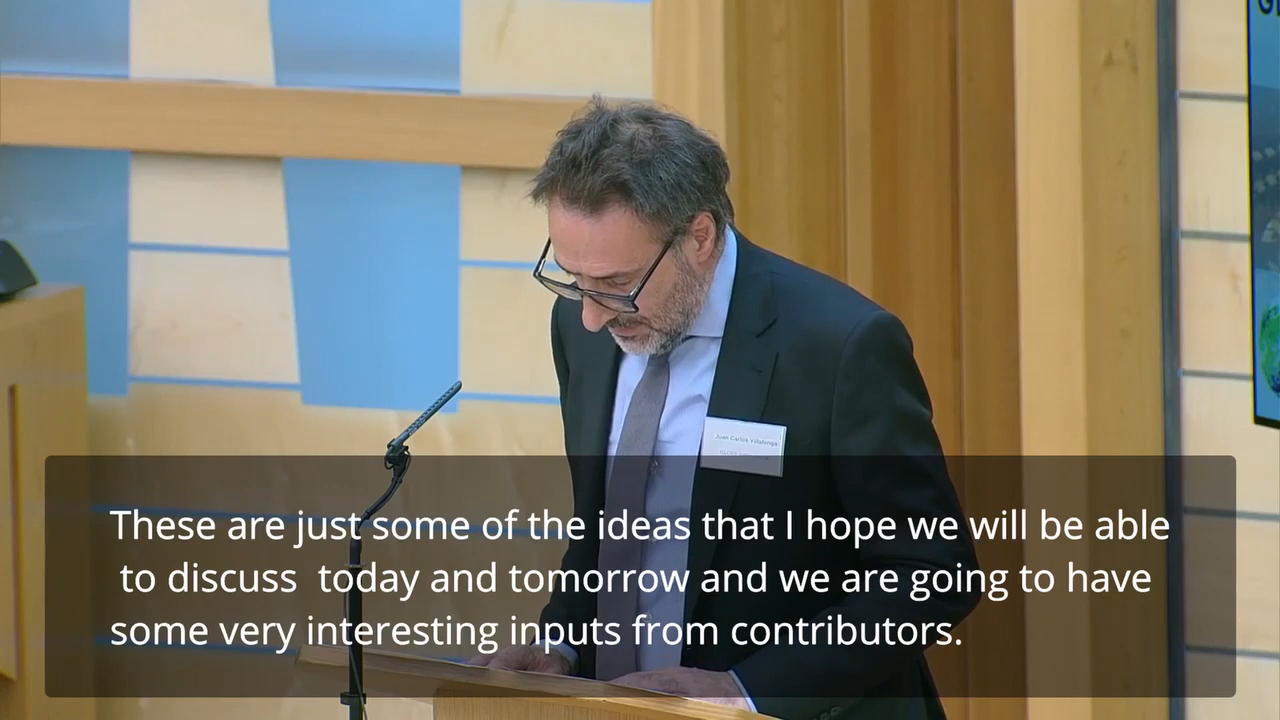 Juan Carlos Villalonga
These are just some of the ideas that I hope we will be able
to discuss today and tomorrow and we are going to have
some very interesting inputs from contributors.